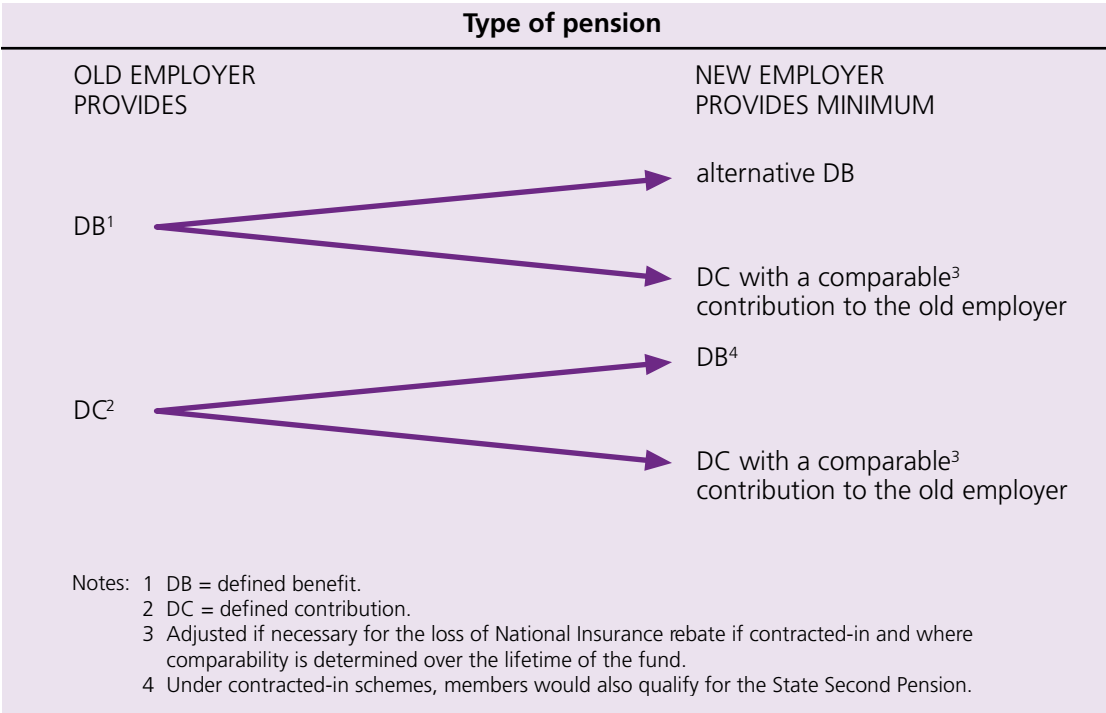 Type of pension
OLD EMPLOYER
PROVIDES
NEW EMPLOYER
PROVIDES MINIMUM
DB¹
alternative DB
DC with a comparable³
contribution to the old employer
DC²
DB⁴
DC with a comparable³
contribution to the old employer
Notes: 1 DB = defined benefit.
2 DC = defined contribution.
3 Adjusted if necessary for the loss of National Insurance rebate if contracted-in and where
comparability is determined over the lifetime of the fund.
4 Under contracted-in schemes, members would also qualify for the State Second Pension.